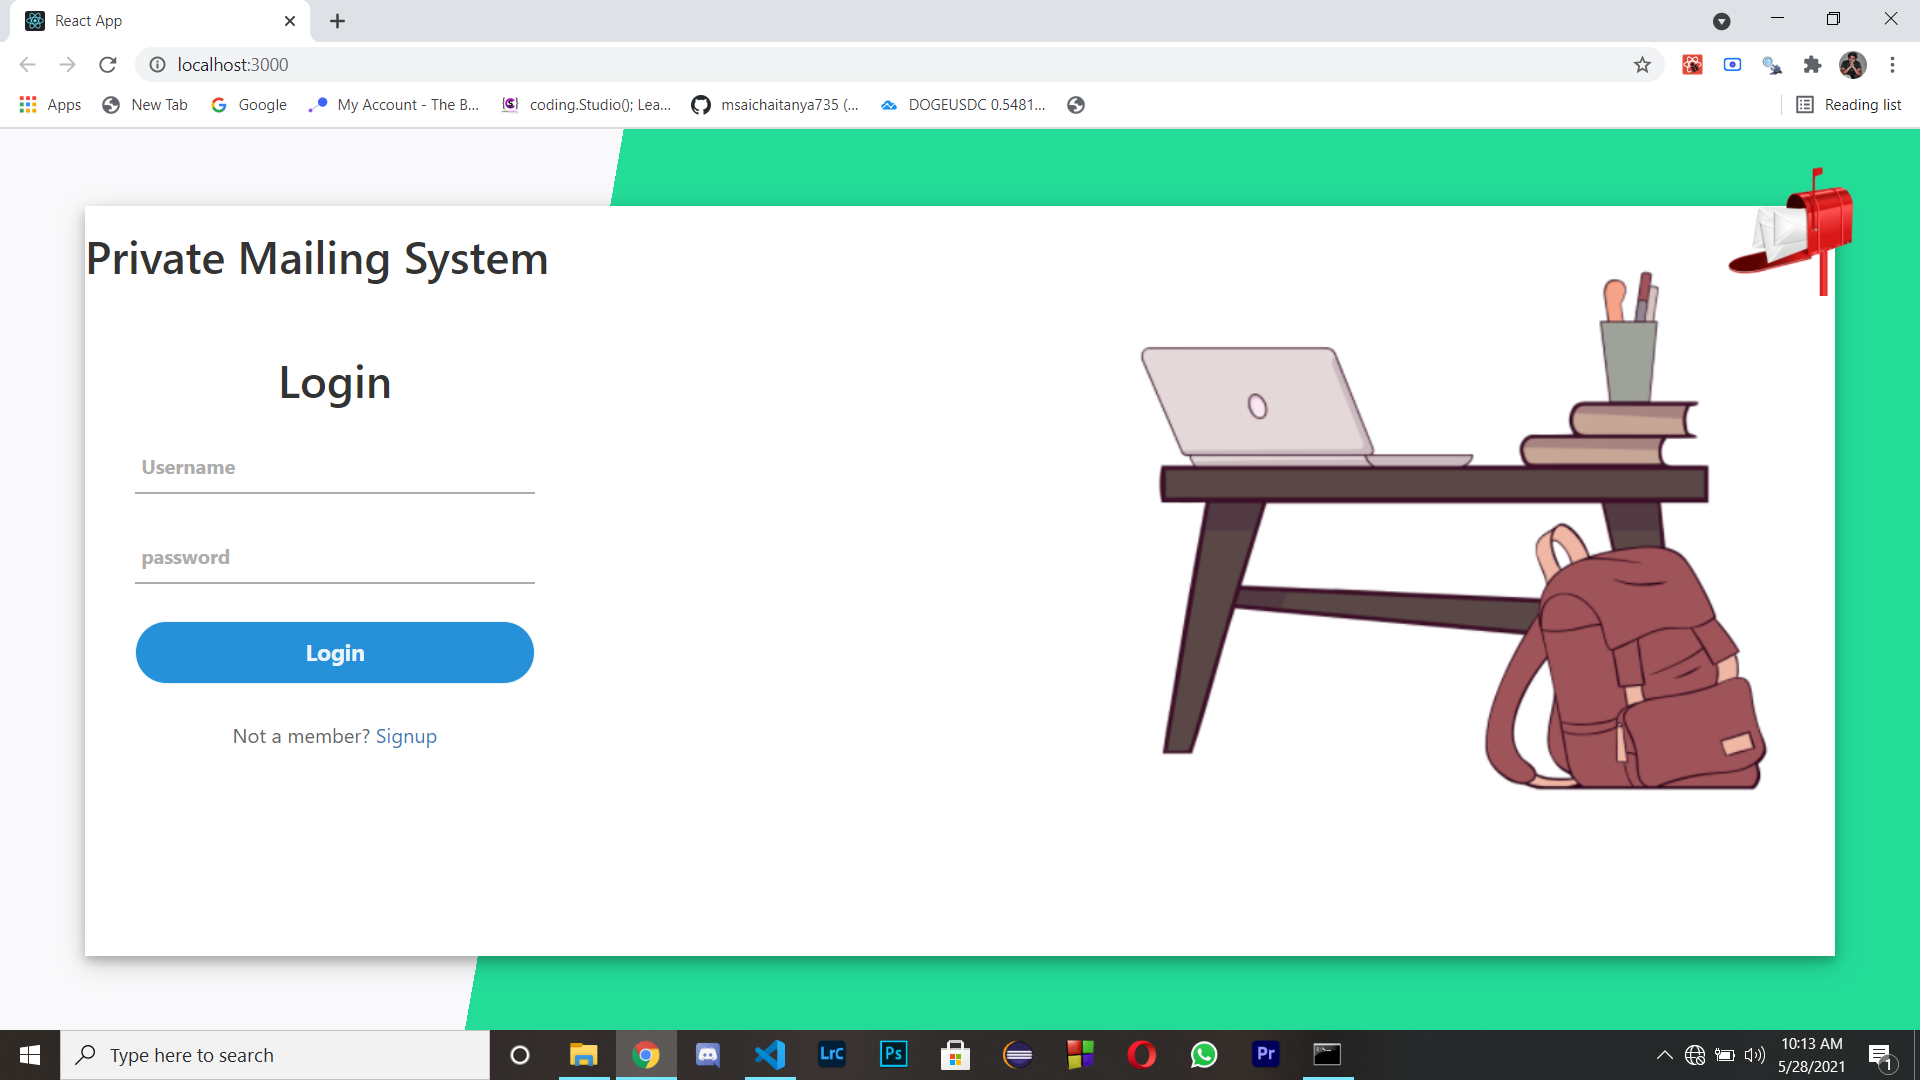 React App
localhost:3000
Apps
New Tab
Google
My Account - The B...
coding.Studio(); Lea...
msaichaitanya735 (...
DOGEUSDC 0.5481...
Reading list
Private Mailing System
Login
Username
password
Login
Not a member? Signup
Type here to search
LrC
Ps
Pr
10:13 AM
5/28/2021
1